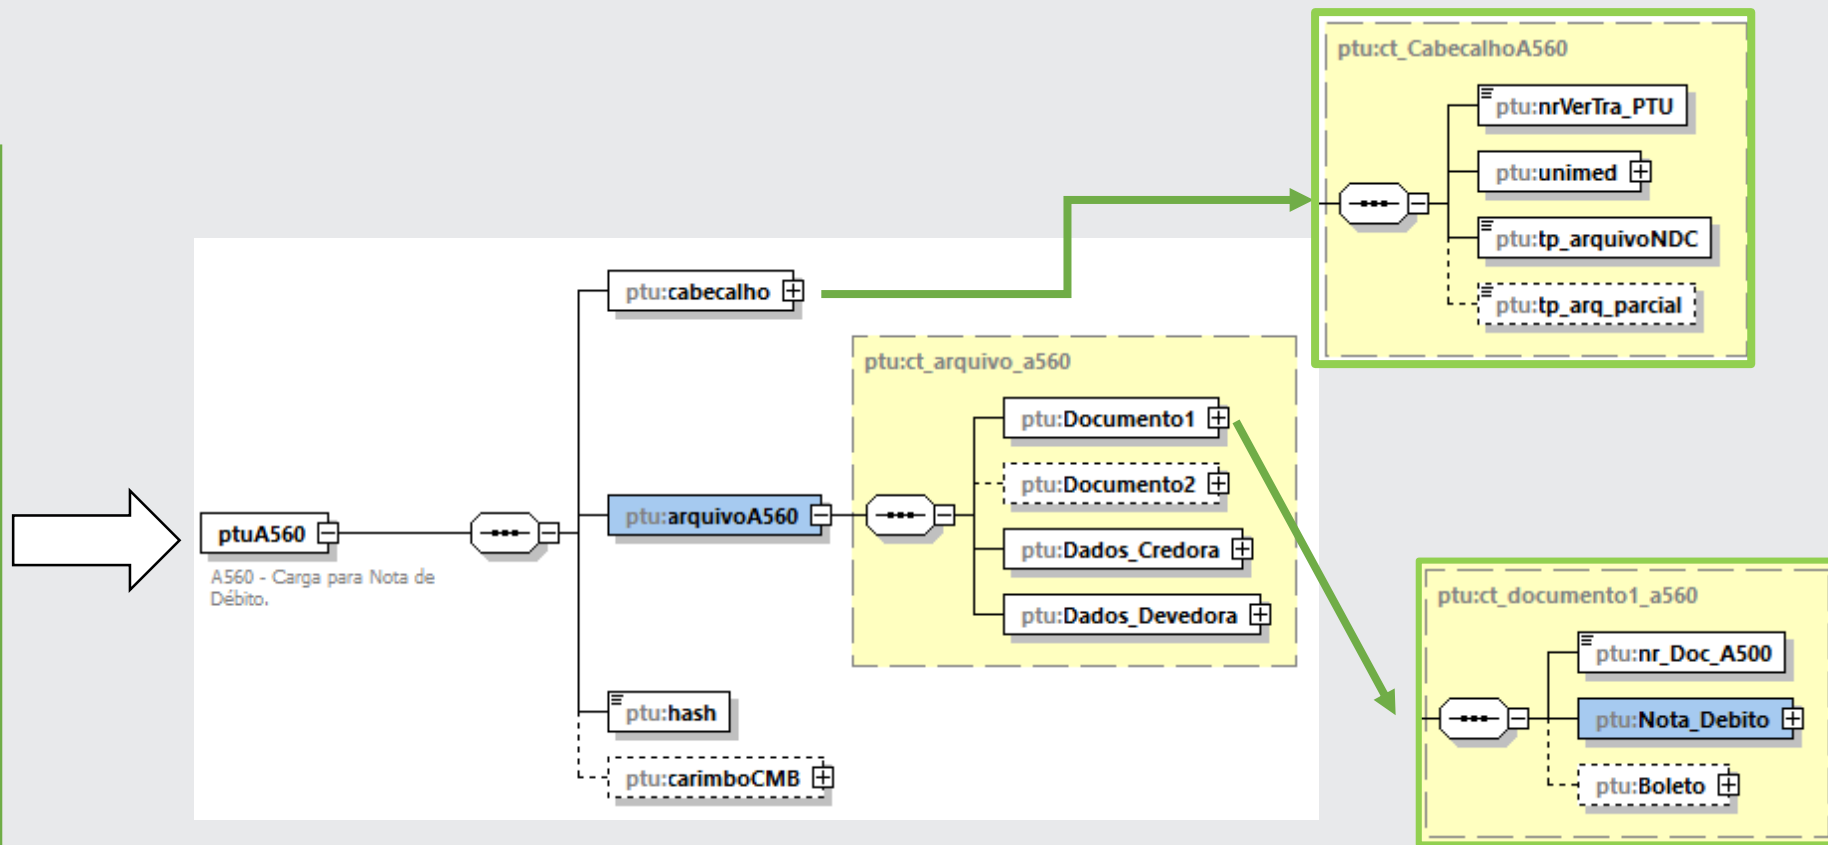 ptu:ct_CabecalhoA560
ptu:nrVerTra_PTU
ptu:unimed
ptu:tp_arquivoNDC
ptu:tp_arq_parcial
ptu:cabecalho
ptu:ct_arquivo_a560
ptu:Documento1
ptu:Documento2
ptu:arquivoA560
ptu:Dados_Credora
ptu:Dados_Devedora
ptuA560
A560 - Carga para Nota de
Débito.
ptu:hash
ptu:carimboCMB
ptu:ct_documento1_a560
ptu:nr_Doc_A500
ptu:Nota_Debito
ptu:Boleto